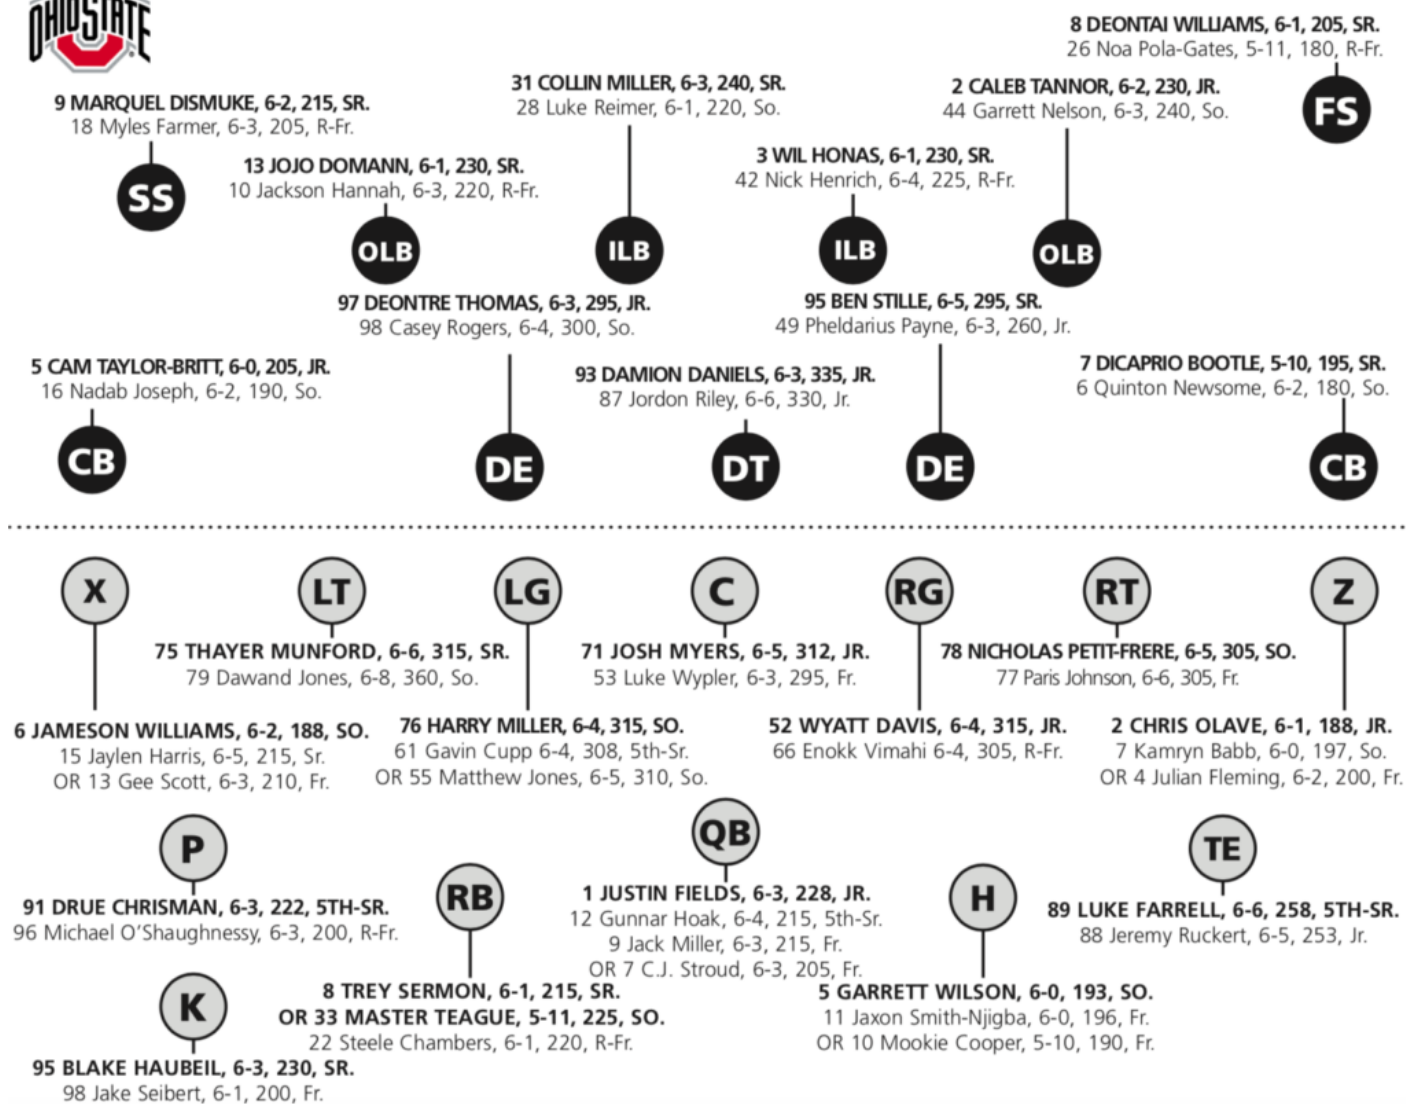 OHIO STATE
8 DEONTAI WILLIAMS, 6-1, 205, SR.
26 Noa Pola-Gates, 5-11, 180, R-Fr.
FS
31 COLLIN MILLER, 6-3, 240, SR.
28 Luke Reimer, 6-1, 220, So.
2 CALEB TANNOR, 6-2, 230, JR.
44 Garrett Nelson, 6-3, 240, So.
9 MARQUEL DISMUKE, 6-2, 215, SR.
18 Myles Farmer, 6-3, 205, R-Fr.
SS
13 JOJO DOMANN, 6-1, 230, SR.
10 Jackson Hannah, 6-3, 220, R-Fr.
3 WIL HONAS, 6-1, 230, SR.
42 Nick Henrich, 6-4, 225, R-Fr.
OLB
ILB
ILB
OLB
97 DEONTRE THOMAS, 6-3, 295, JR.
98 Casey Rogers, 6-4, 300, So.
95 BEN STILLE, 6-5, 295, SR.
49 Pheldarius Payne, 6-3, 260, Jr.
5 CAM TAYLOR-BRITT, 6-0, 205, JR.
16 Nadab Joseph, 6-2, 190, So.
93 DAMION DANIELS, 6-3, 335, JR.
87 Jordon Riley, 6-6, 330, Jr.
7 DICAPRIO BOOTLE, 5-10, 195, SR.
6 Quinton Newsome, 6-2, 180, So.
CB
DE
DT
DE
CB
X
LT
LG
C
RG
RT
Z
75 THAYER MUNFORD, 6-6, 315, SR.
79 Dawand Jones, 6-8, 360, So.
71 JOSH MYERS, 6-5, 312, JR.
53 Luke Wypler, 6-3, 295, Fr.
78 NICHOLAS PETIT-FRERE, 6-5, 305, SO.
77 Paris Johnson, 6-6, 305, Fr.
6 JAMESON WILLIAMS, 6-2, 188, SO.
15 Jaylen Harris, 6-5, 215, Sr.
OR 13 Gee Scott, 6-3, 210, Fr.
76 HARRY MILLER, 6-4, 315, SO.
61 Gavin Cupp 6-4, 308, 5th-Sr.
OR 55 Matthew Jones, 6-5, 310, So.
52 WYATT DAVIS, 6-4, 315, JR.
66 Enokk Vimahi 6-4, 305, R-Fr.
2 CHRIS OLAVE, 6-1, 188, JR.
7 Kamryn Babb, 6-0, 197, So.
OR 4 Julian Fleming, 6-2, 200, Fr.
P
91 DRUE CHRISMAN, 6-3, 222, 5TH-SR.
96 Michael O'Shaughnessy, 6-3, 200, R-Fr.
QB
1 JUSTIN FIELDS, 6-3, 228, JR.
12 Gunnar Hoak, 6-4, 215, 5th-Sr.
9 Jack Miller, 6-3, 215, Fr.
OR 7 C.J. Stroud, 6-3, 205, Fr.
TE
89 LUKE FARRELL, 6-6, 258, 5TH-SR.
88 Jeremy Ruckert, 6-5, 253, Jr.
RB
8 TREY SERMON, 6-1, 215, SR.
OR 33 MASTER TEAGUE, 5-11, 225, SO.
22 Steele Chambers, 6-1, 220, R-Fr.
H
5 GARRETT WILSON, 6-0, 193, SO.
11 Jaxon Smith-Njigba, 6-0, 196, Fr.
OR 10 Mookie Cooper, 5-10, 190, Fr.
K
95 BLAKE HAUBEIL, 6-3, 230, SR.
98 Jake Seibert, 6-1, 200, Fr.